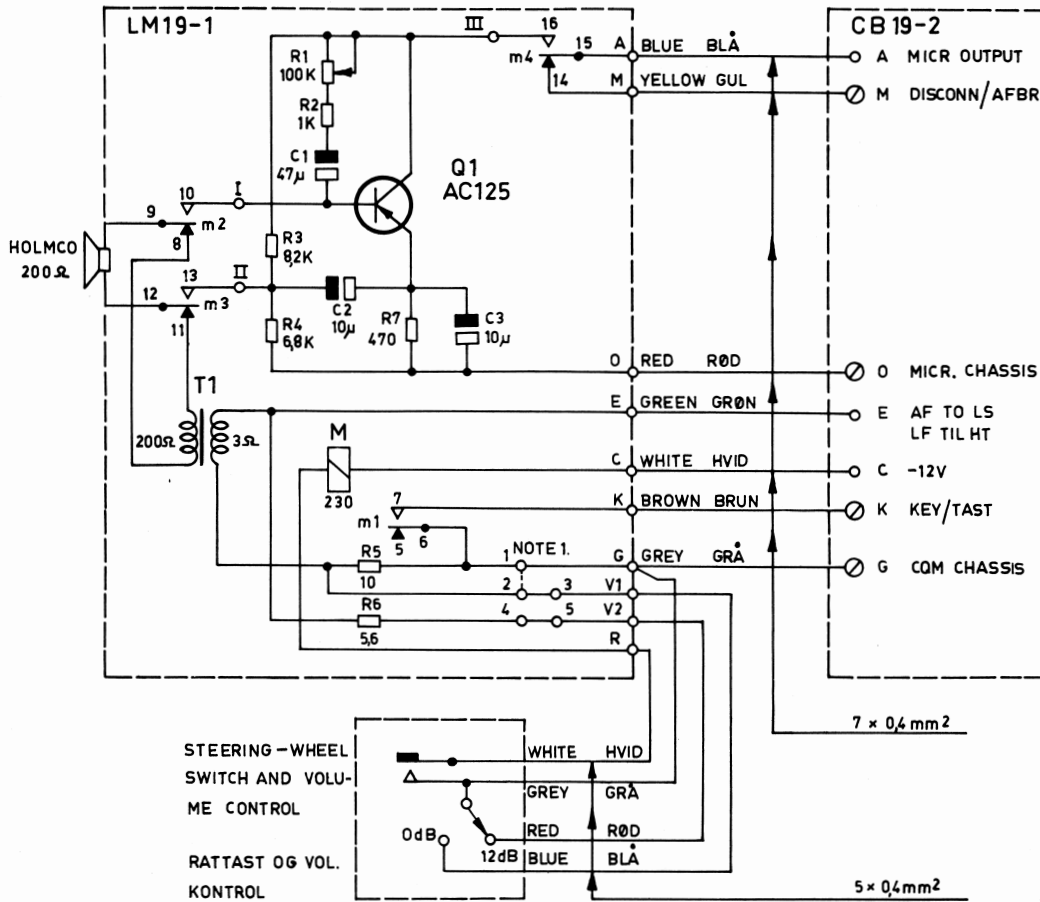 LM19-1
CB 19-2
III
16
15
m4
14
A BLUE BLÅ
A MICR OUTPUT
M YELLOW GUL
M DISCONN/AFBR
R1
100K
R2
1K
C1
47µ
Q1
AC125
10
I
9
m2
8
HOLMCO
200Ω
R3
8,2K
13
II
12
m3
11
C2
10µ
R4
6,8K
R7
470
C3
10µ
O RED RØD
O MICR. CHASSIS
T1
E GREEN GRØN
E AF TO LS
LF TIL HT
200Ω
3Ω
M
230
C WHITE HVID
C -12V
7
K BROWN BRUN
K KEY/TAST
m1
5
6
R5
10
1
NOTE 1.
G GREY GRÅ
G CQM CHASSIS
2
3
V1
R6
5,6
4
5
V2
R
7 × 0,4mm²
STEERING-WHEEL
SWITCH AND VOLU-
ME CONTROL
WHITE HVID
GREY GRÅ
0dB
12dB
RED RØD
BLUE BLÅ
RATTAST OG VOL.
KONTROL
5 × 0,4mm²